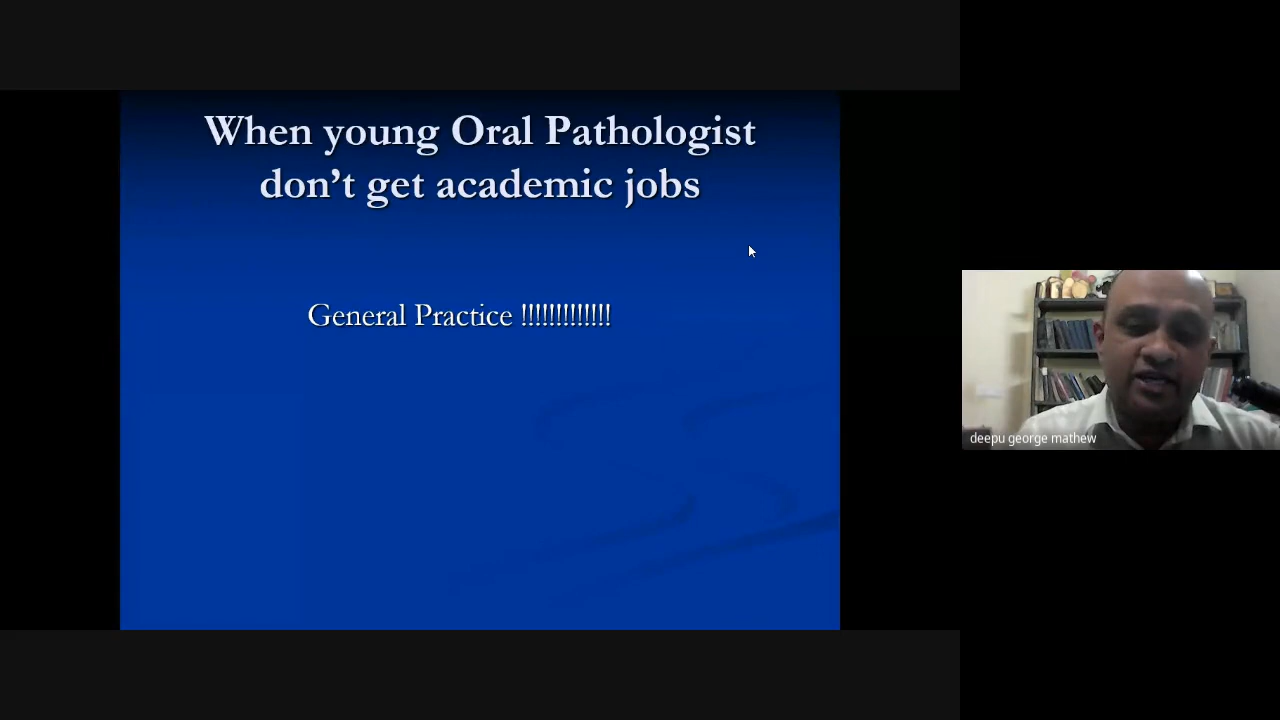 When young Oral Pathologist
don’t get academic jobs
General Practice !!!!!!!!!!!!!
deepu george mathew